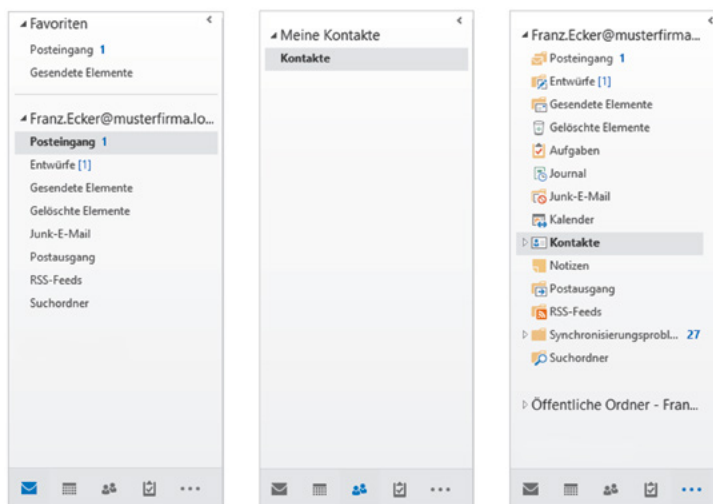 Favoriten
Posteingang 1
Gesendete Elemente
Franz.Ecker@musterfirma.lo...
Posteingang 1
Entwürfe [1]
Gesendete Elemente
Gelöschte Elemente
Junk-E-Mail
Postausgang
RSS-Feeds
Suchordner
Meine Kontakte
Kontakte
Franz.Ecker@musterfirma...
Posteingang 1
Entwürfe [1]
Gesendete Elemente
Gelöschte Elemente
Aufgaben
Journal
Junk-E-Mail
Kalender
Kontakte
Notizen
Postausgang
RSS-Feeds
Synchronisierungsprobl... 27
Suchordner
Öffentliche Ordner - Fran...